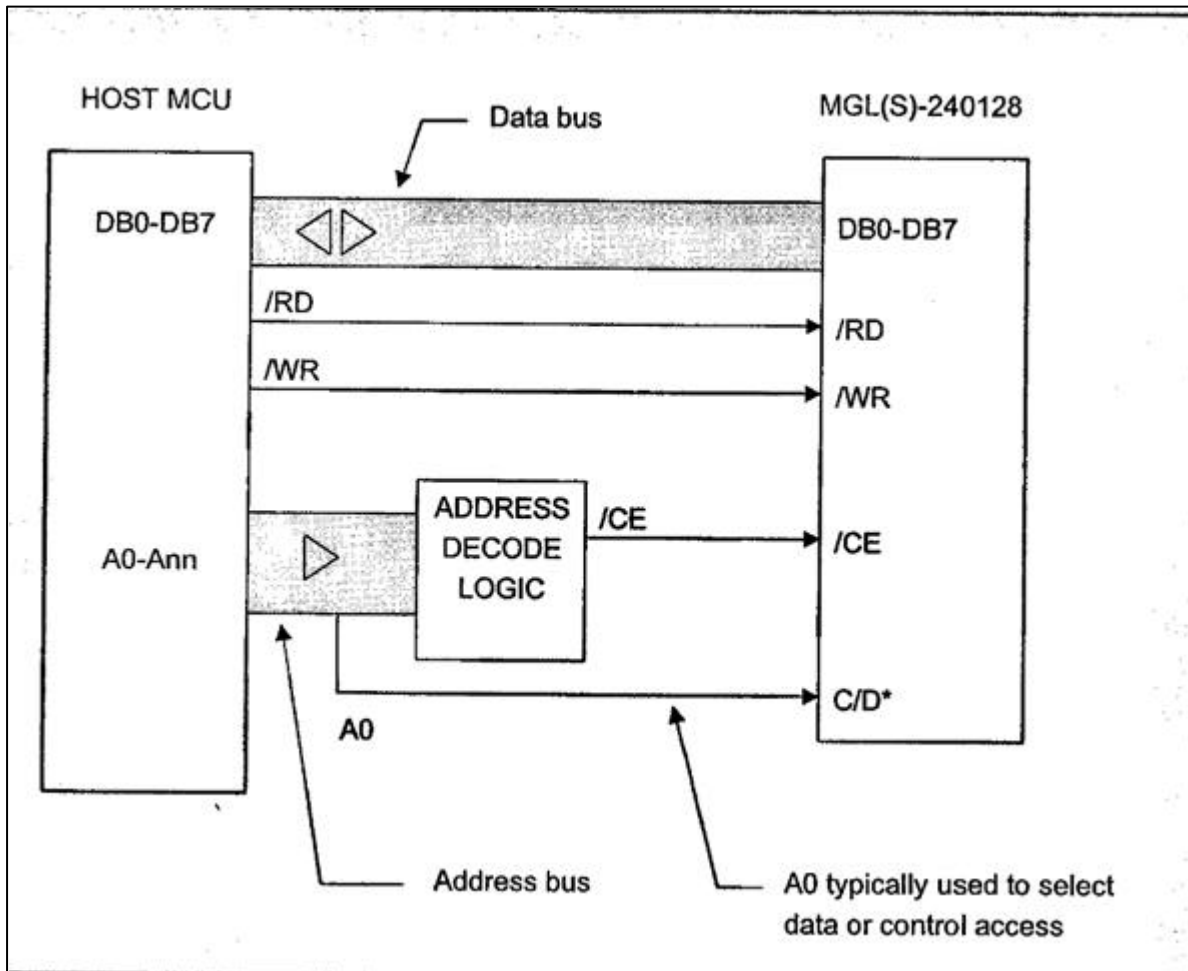 HOST MCU
MGL(S)-240128
Data bus
DB0-DB7
DB0-DB7
/RD
/RD
/WR
/WR
ADDRESS
DECODE
LOGIC
/CE
/CE
A0-Ann
C/D*
A0
Address bus
A0 typically used to select
data or control access